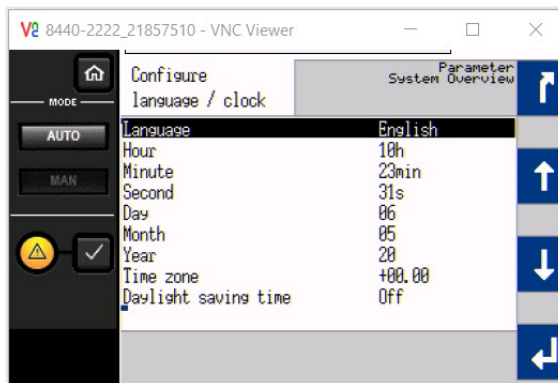 8440-2222_21857510 - VNC Viewer
Parameter
System Overview
Configure
language / clock
MODE
AUTO
MAN
Language English
Hour 10h
Minute 23min
Second 31s
Day 06
Month 05
Year 20
Time zone +00.00
Daylight saving time Off